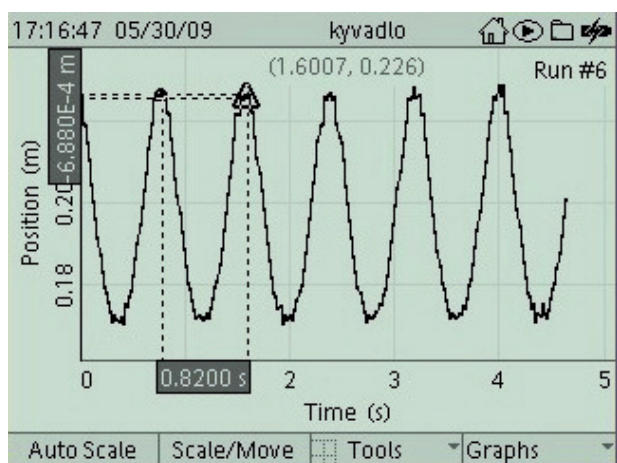 17:16:47 05/30/09 kyvadlo
(1.6007, 0.226) Run #6
-6.880E-4 m
Position (m)
0.20
0.18
0 0.8200 s 2 3 4 5
Time (s)
Auto Scale Scale/Move Tools Graphs